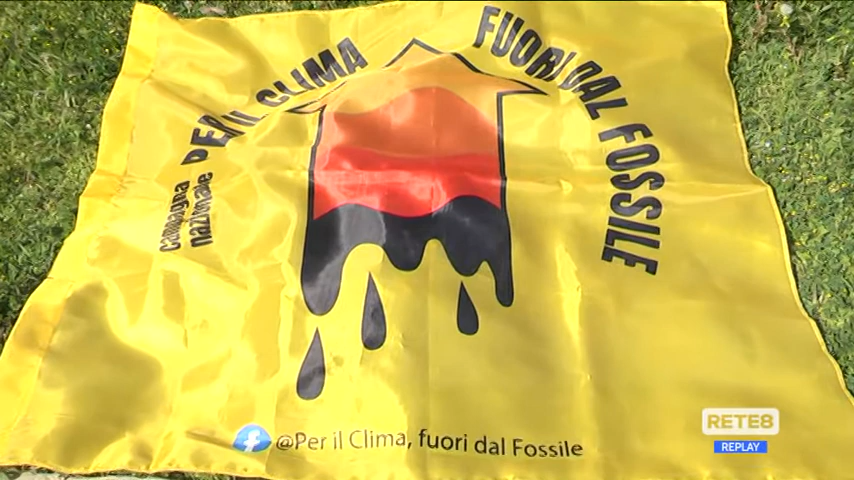 Campagna
nazionale
PER IL CLIMA
FUORI DAL FOSSILE
@Per il Clima, fuori dal Fossile
RETE8
REPLAY